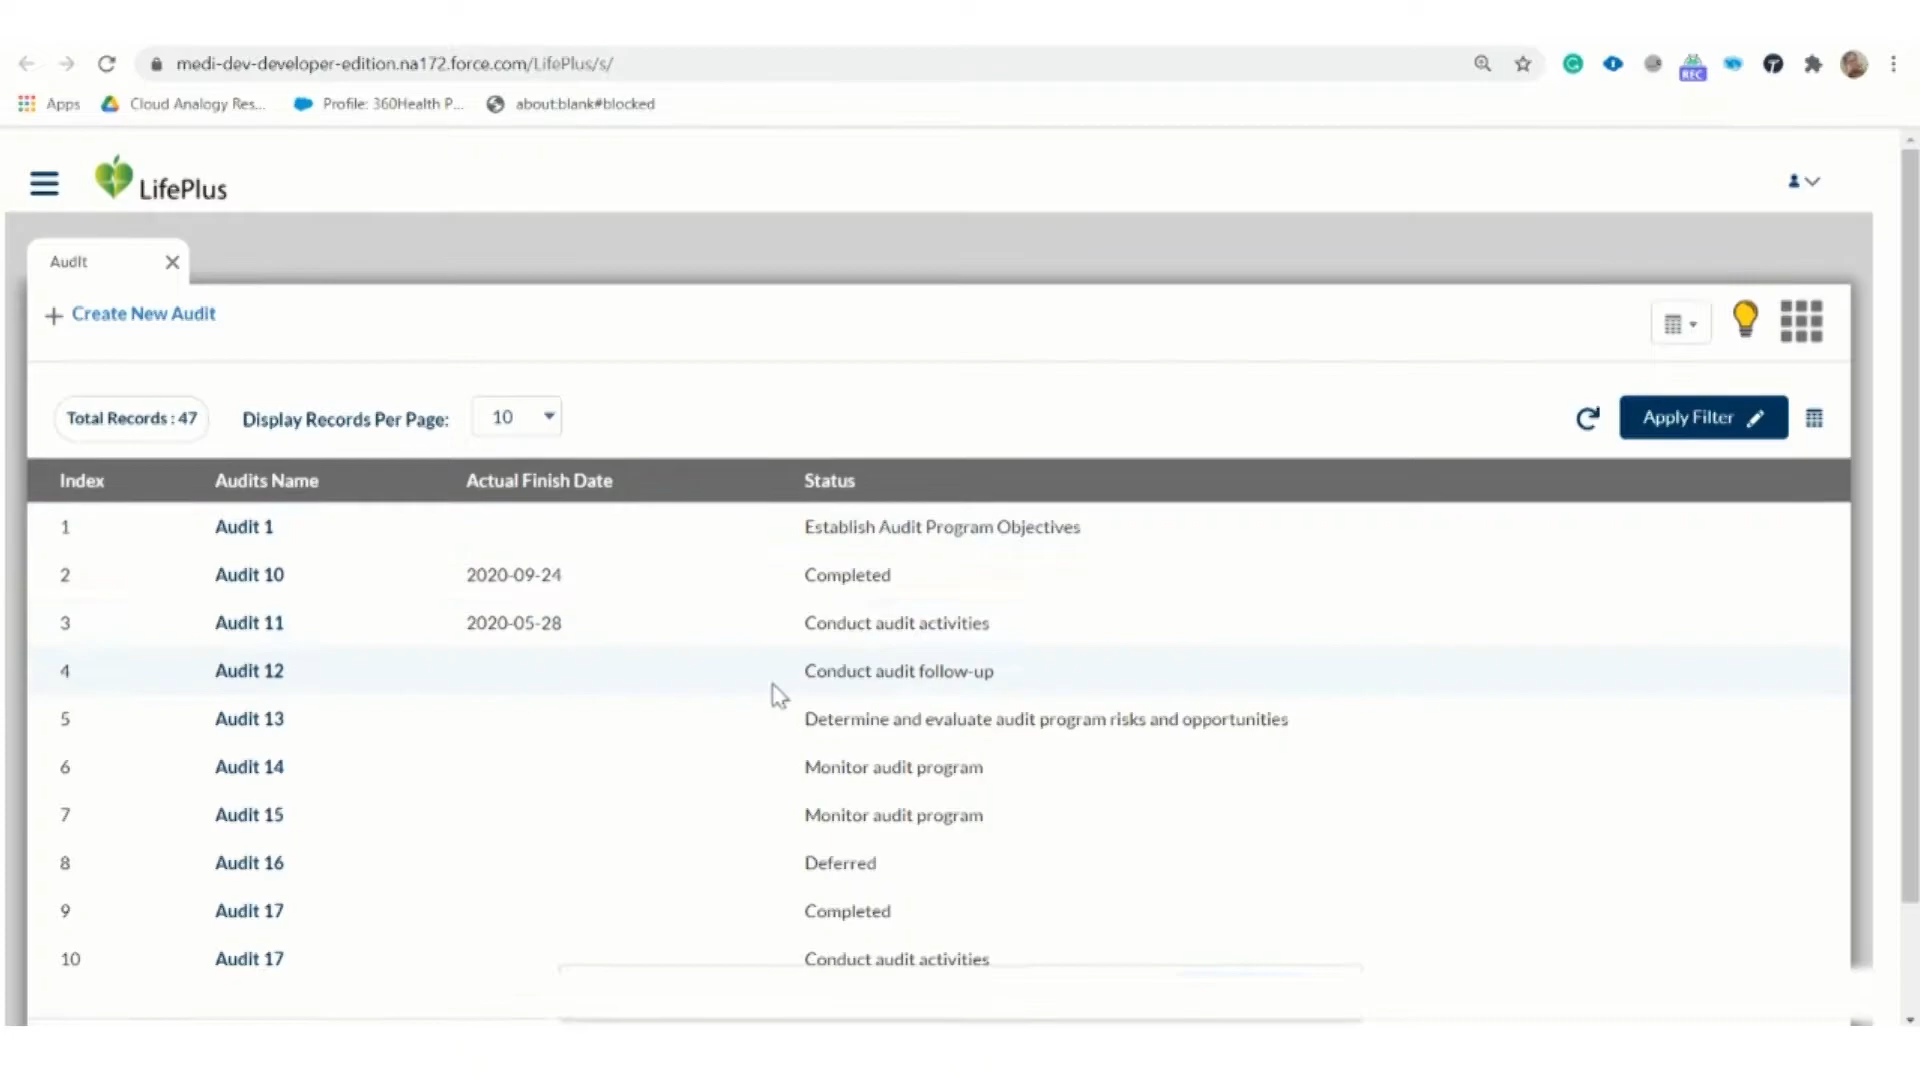 medi-dev-developer-edition.na172.force.com/LifePlus/s/
REC
Apps Cloud Analogy Res... Profile: 360Health P... about:blank#blocked
LifePlus
Audit
+ Create New Audit
Total Records : 47 Display Records Per Page: 10 Apply Filter
Index Audits Name Actual Finish Date Status
1 Audit 1 Establish Audit Program Objectives
2 Audit 10 2020-09-24 Completed
3 Audit 11 2020-05-28 Conduct audit activities
4 Audit 12 Conduct audit follow-up
5 Audit 13 Determine and evaluate audit program risks and opportunities
6 Audit 14 Monitor audit program
7 Audit 15 Monitor audit program
8 Audit 16 Deferred
9 Audit 17 Completed
10 Audit 17 Conduct audit activities